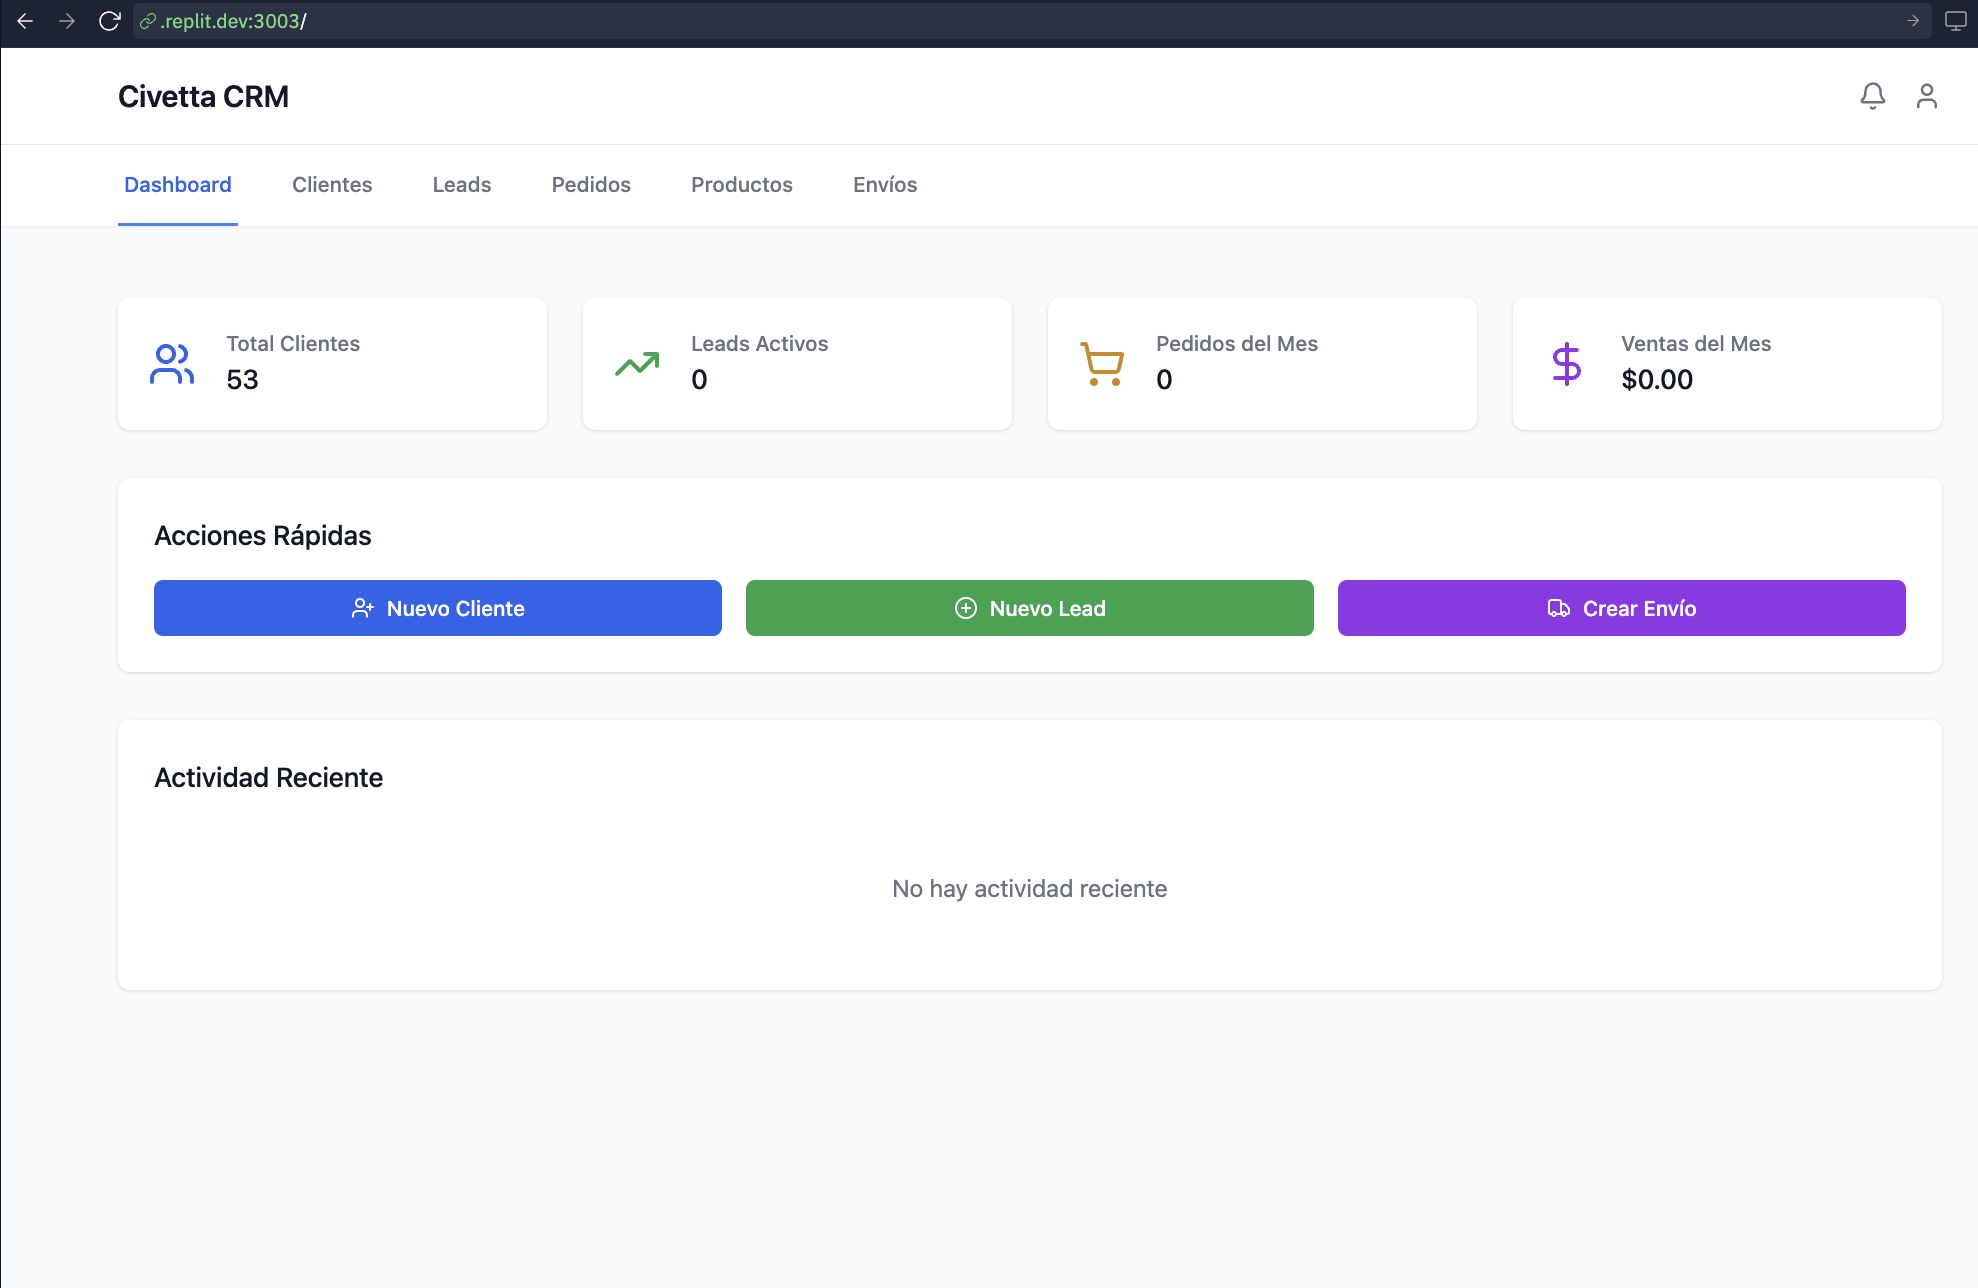 .replit.dev:3003/
Civetta CRM
Dashboard Clientes Leads Pedidos Productos Envíos
Total Clientes
53
Leads Activos
0
Pedidos del Mes
0
Ventas del Mes
$0.00
Acciones Rápidas
Nuevo Cliente
Nuevo Lead
Crear Envío
Actividad Reciente
No hay actividad reciente